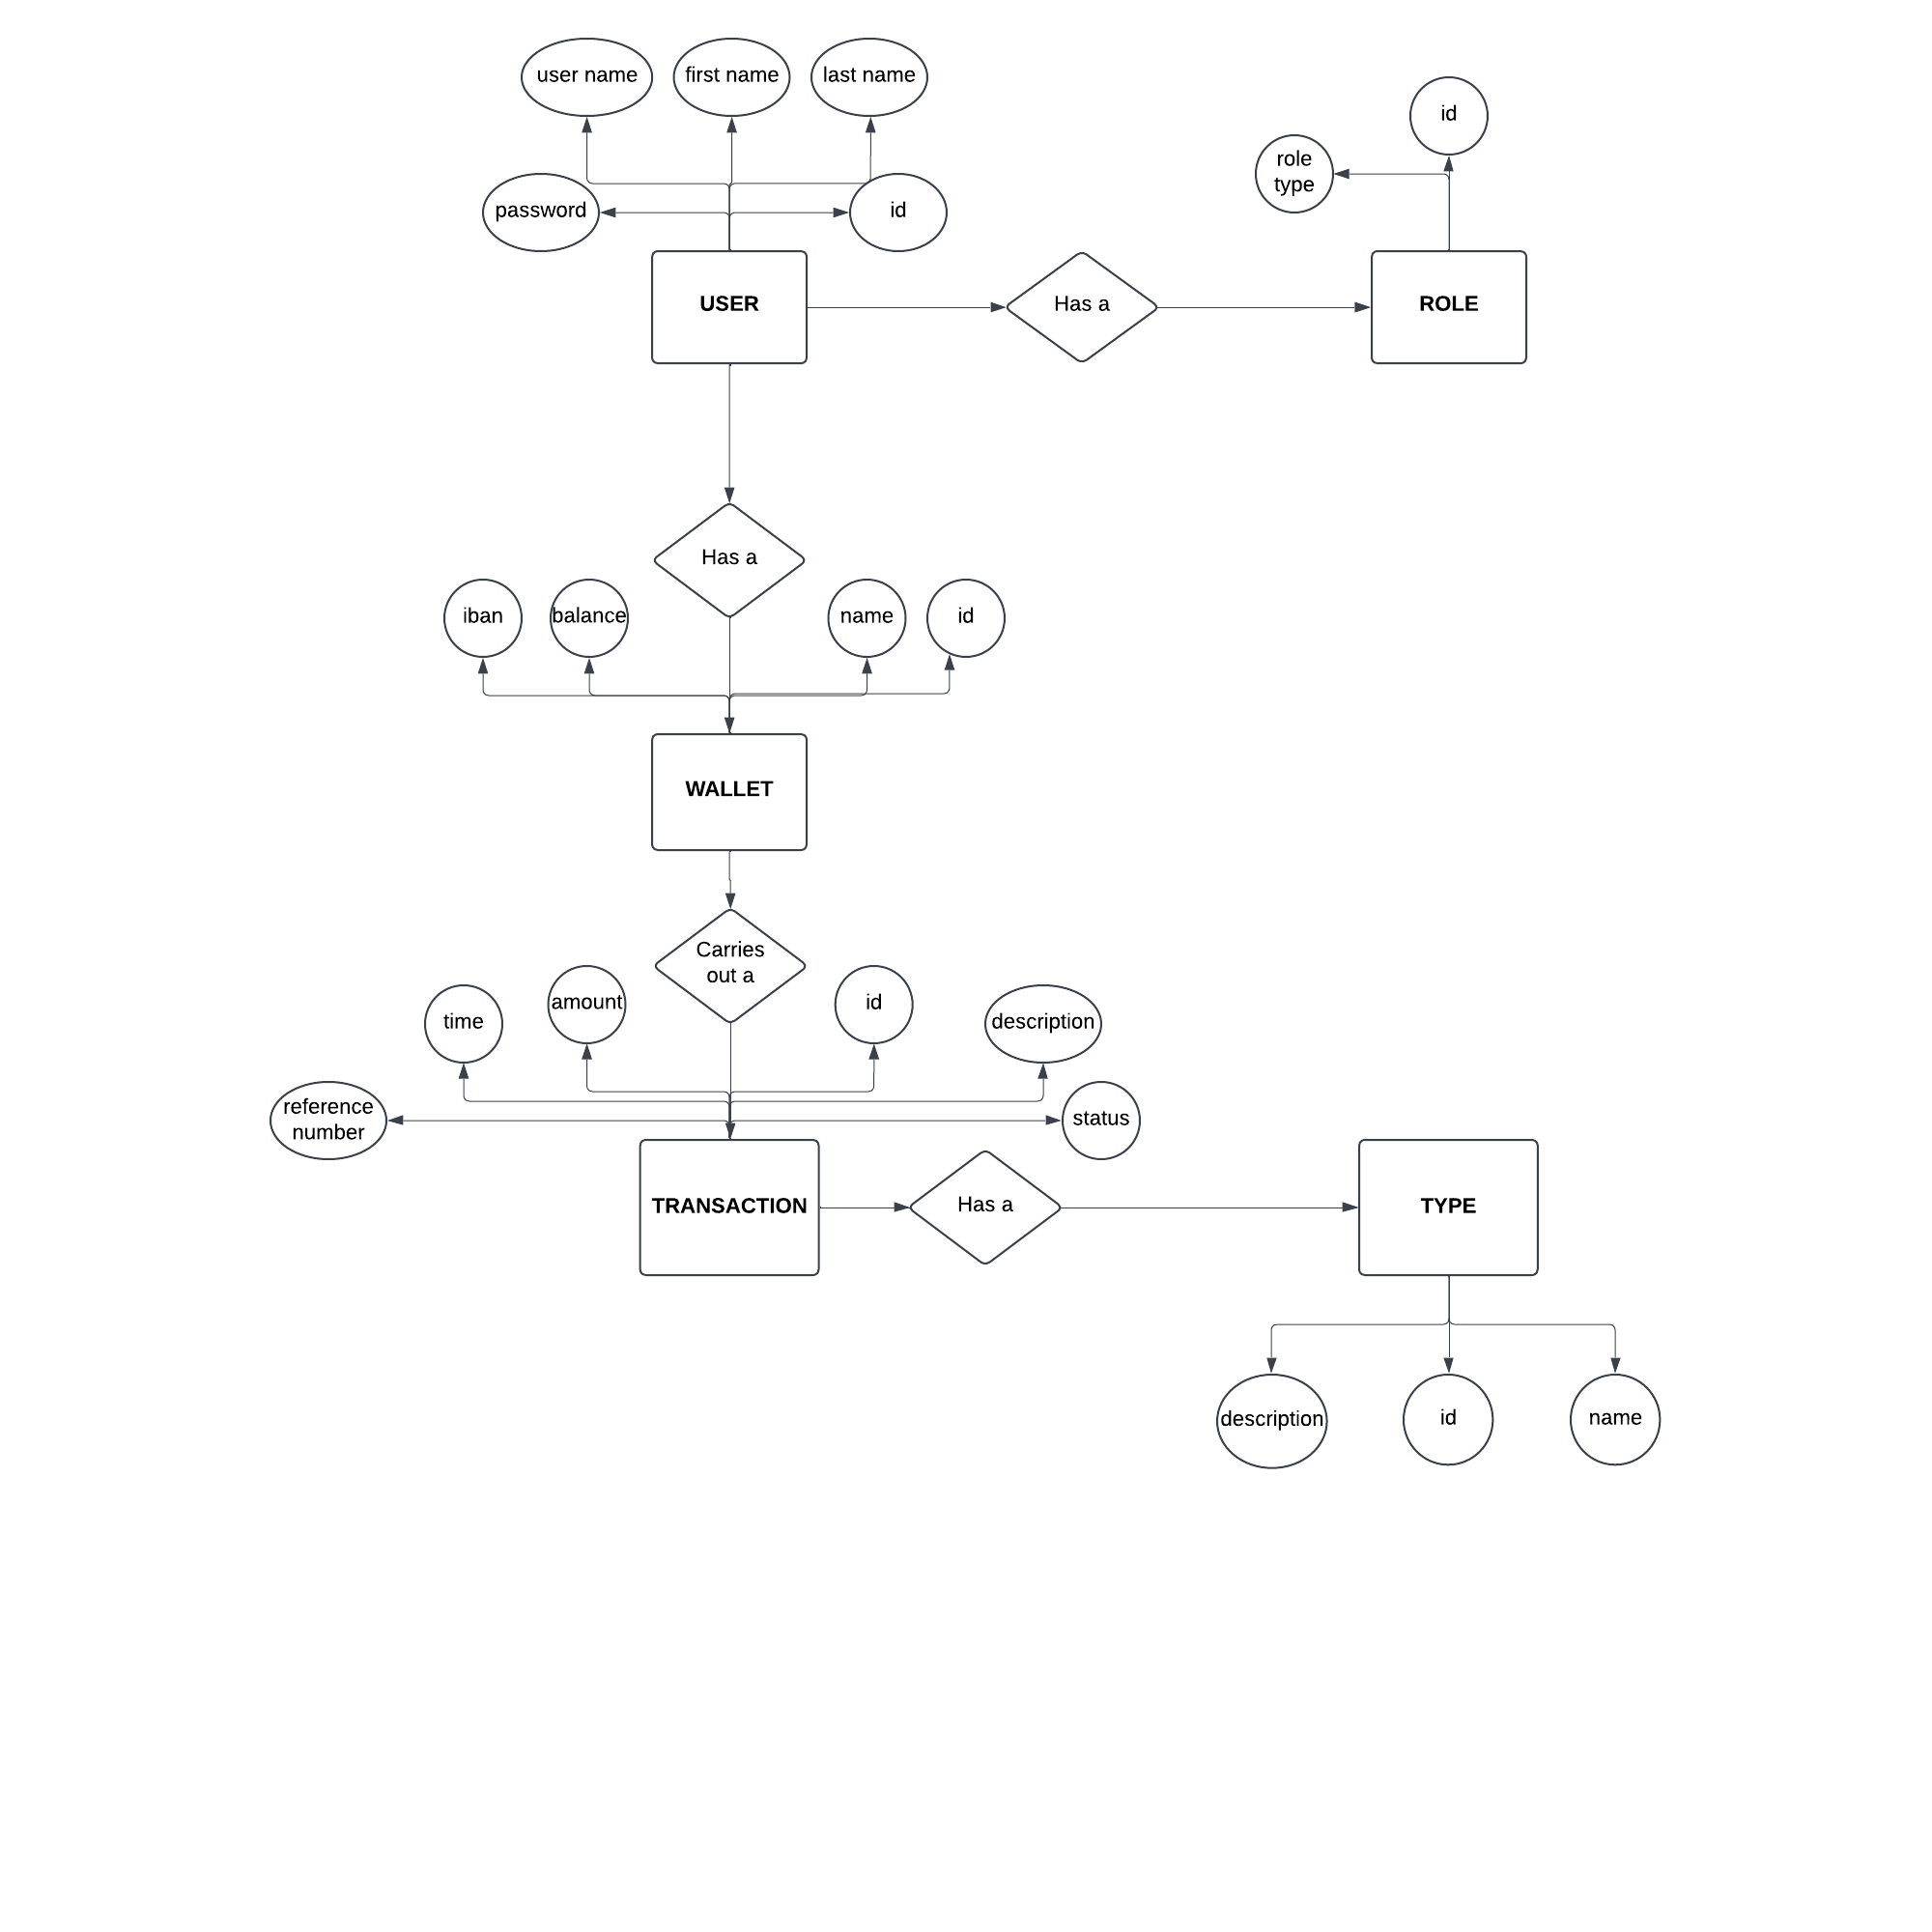 user name
first name
last name
id
role
type
password
id
USER
Has a
ROLE
Has a
iban
balance
name
id
WALLET
Carries
out a
time
amount
id
description
reference
number
status
TRANSACTION
Has a
TYPE
description
id
name